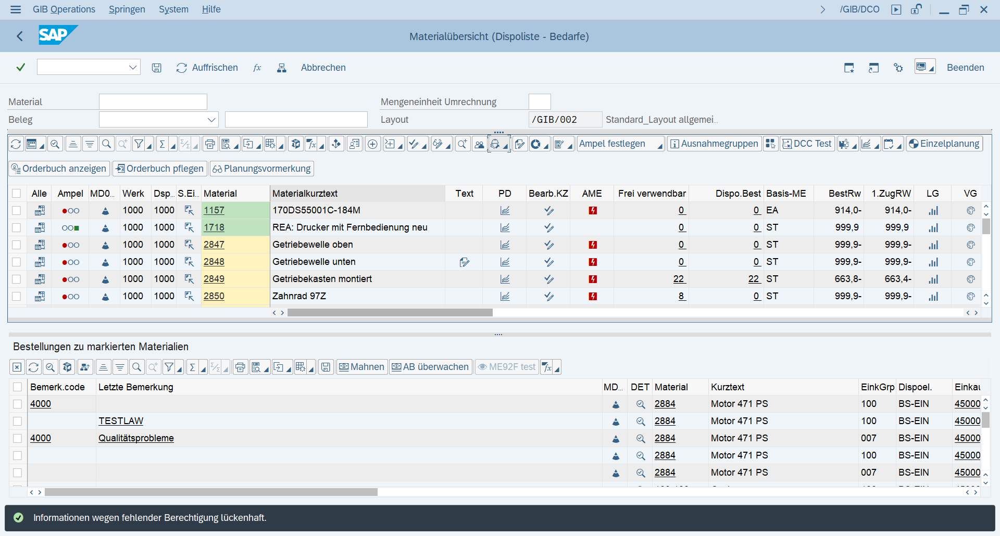 GIB Operations Springen System Hilfe /GIB/DCO
SAP Materialübersicht (Dispoliste - Bedarfe)
Auffrischen Abbrechen Beenden
Material Mengeneinheit Umrechnung
Beleg Layout /GIB/002 Standard_Layout allgemei...
Ampel festlegen Ausnahmegruppen DCC Test Einzelplanung
Orderbuch anzeigen Orderbuch pflegen Planungsvormerkung
Alle Ampel MD0... Werk Dsp... S.Ei... Material Materialkurztext Text PD Bearb.KZ AME Frei verwendbar Dispo.Best Basis-ME BestRw 1.ZugRW LG VG
1000 1000 1157 170DS55001C-184M 0 0 EA 914,0- 914,0-
1000 1000 1718 REA: Drucker mit Fernbedienung neu 0 0 ST 999,9 999,9
1000 1000 2847 Getriebewelle oben 0 0 ST 999,9- 999,9-
1000 1000 2848 Getriebewelle unten 0 0 ST 999,9- 999,9-
1000 1000 2849 Getriebekasten montiert 22 22 ST 663,8- 663,4-
1000 1000 2850 Zahnrad 97Z 8 0 ST 999,9- 999,9-
Bestellungen zu markierten Materialien
Mahnen AB überwachen ME92F test
Bemerk.code Letzte Bemerkung MD... DET Material Kurztext EinkGrp Dispoel. Einkau
4000 2884 Motor 471 PS 100 BS-EIN 45000
TESTLAW 2884 Motor 471 PS 100 BS-EIN 45000
4000 Qualitätsprobleme 2884 Motor 471 PS 007 BS-EIN 45000
2884 Motor 471 PS 100 BS-EIN 45000
2884 Motor 471 PS 007 BS-EIN 45000
Informationen wegen fehlender Berechtigung lückenhaft.